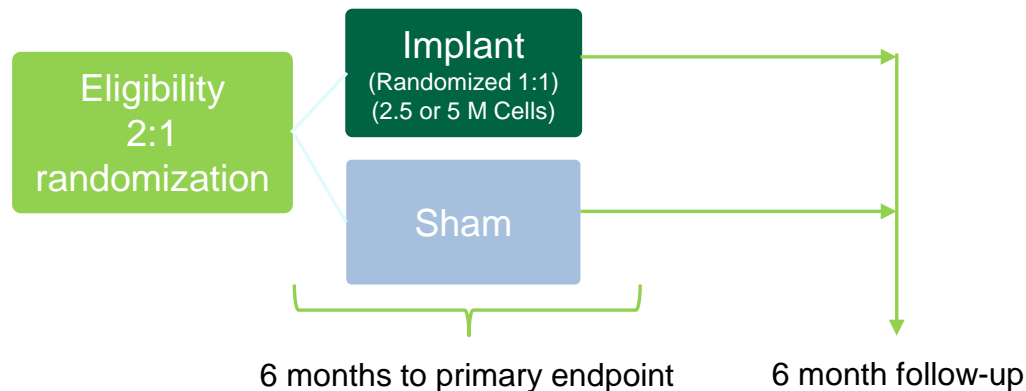 Eligibility
2:1
randomization
Implant
(Randomized 1:1)
(2.5 or 5 M Cells)
Sham
6 months to primary endpoint
6 month follow-up